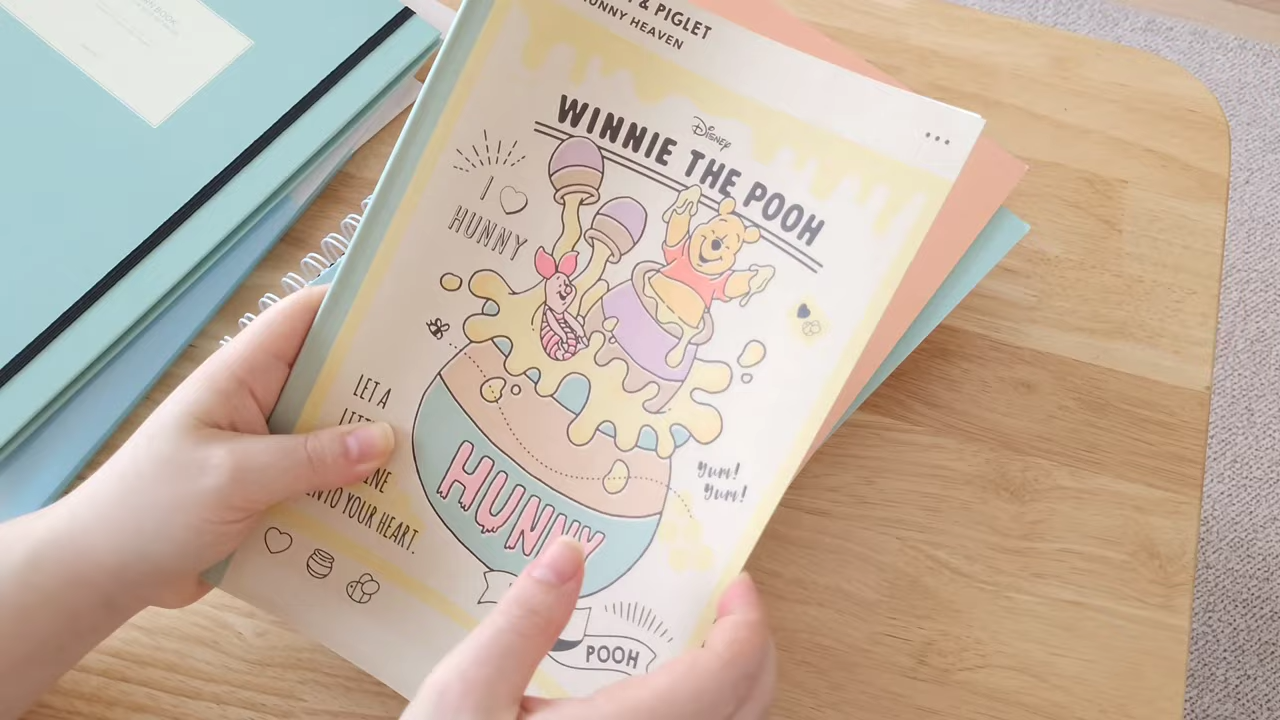 & PIGLET
HUNNY HEAVEN
Disney
WINNIE THE POOH
I
HUNNY
LET A
INTO YOUR HEART.
HUNNY
yum!
yum!
POOH